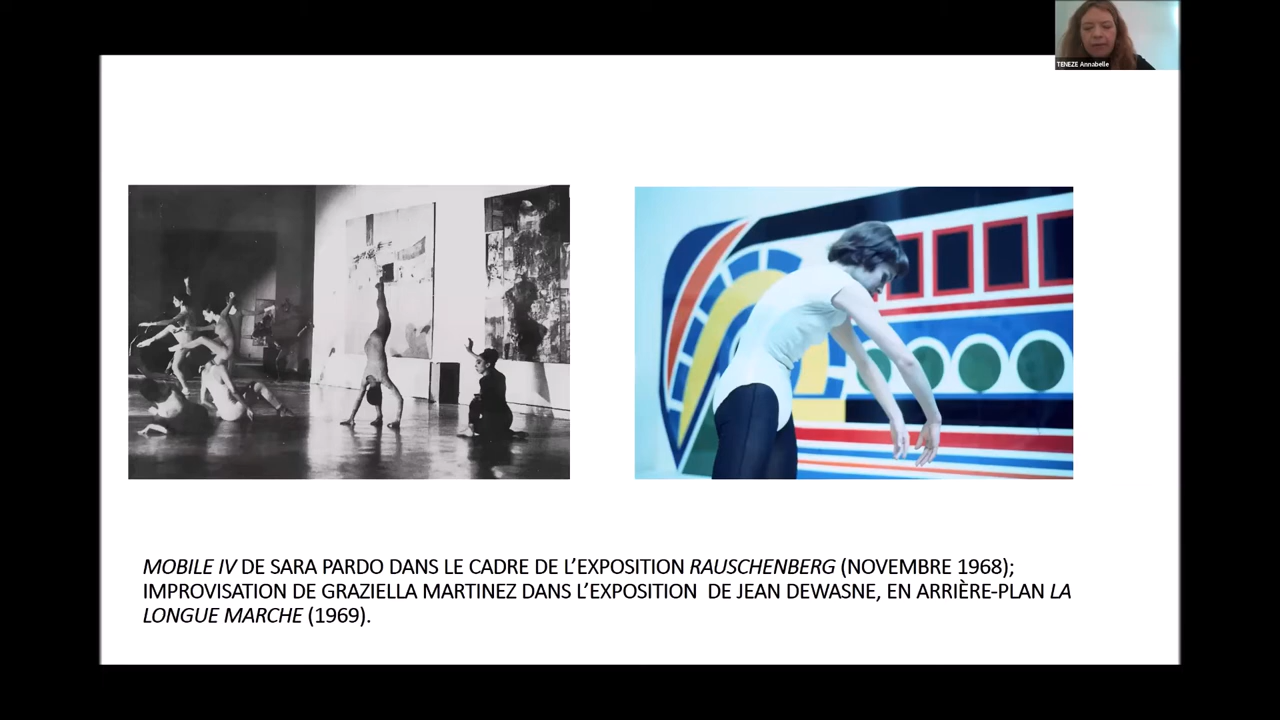 TENEZE Annabelle
MOBILE IV DE SARA PARDO DANS LE CADRE DE L’EXPOSITION RAUSCHENBERG (NOVEMBRE 1968);
IMPROVISATION DE GRAZIELLA MARTINEZ DANS L’EXPOSITION DE JEAN DEWASNE, EN ARRIÈRE-PLAN LA
LONGUE MARCHE (1969).